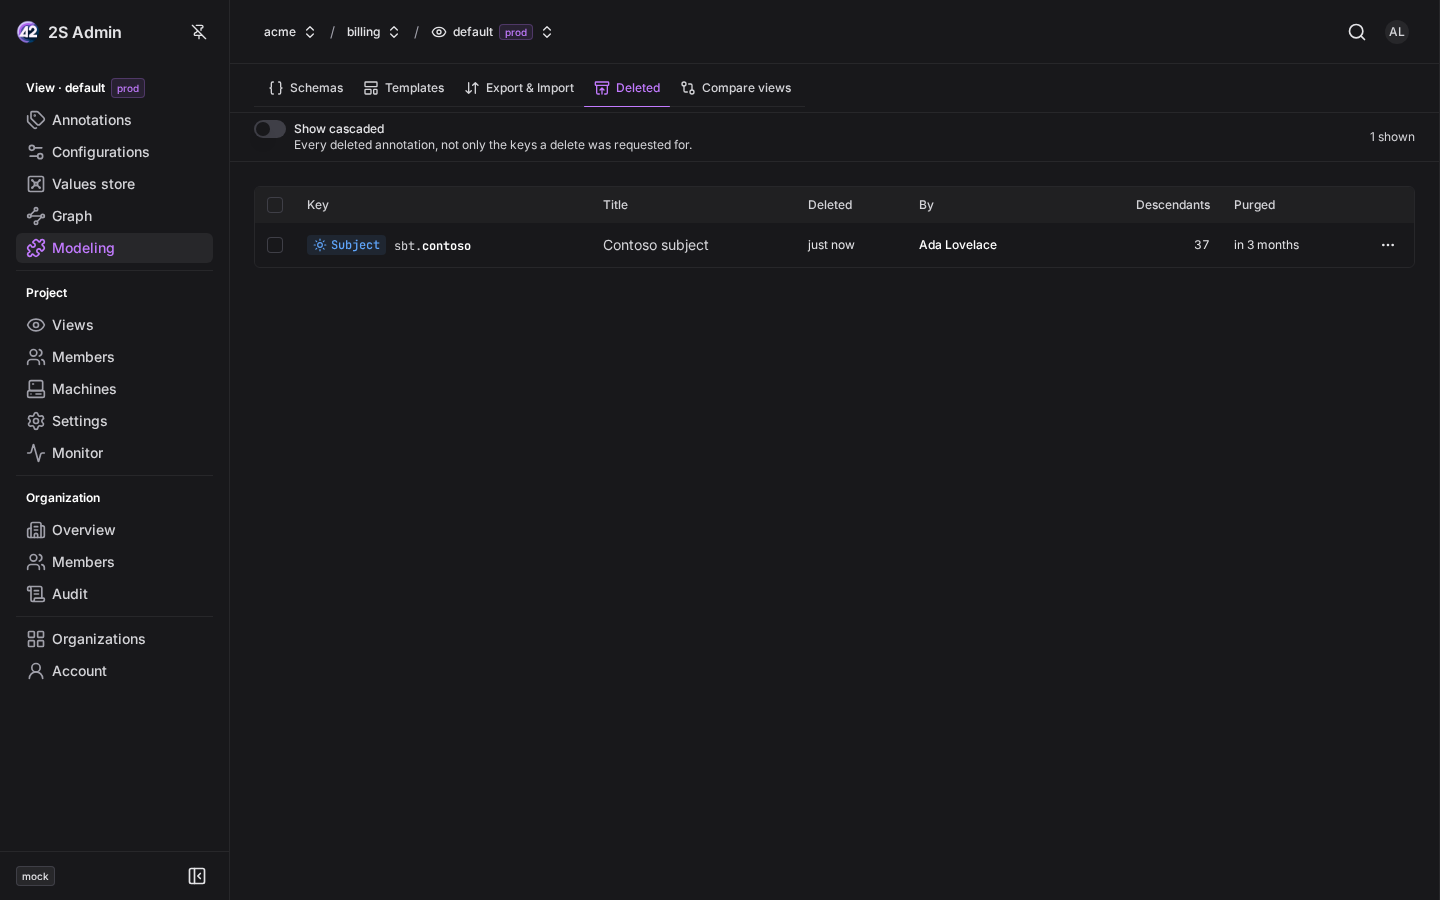 2S Admin
acme / billing / default prod
AL
View · default prod
Annotations
Configurations
Values store
Graph
Modeling
Project
Views
Members
Machines
Settings
Monitor
Organization
Overview
Members
Audit
Organizations
Account
mock
Schemas Templates Export & Import Deleted Compare views
Show cascaded
Every deleted annotation, not only the keys a delete was requested for.
1 shown
Key Title Deleted By Descendants Purged
Subject sbt.contoso Contoso subject just now Ada Lovelace 37 in 3 months